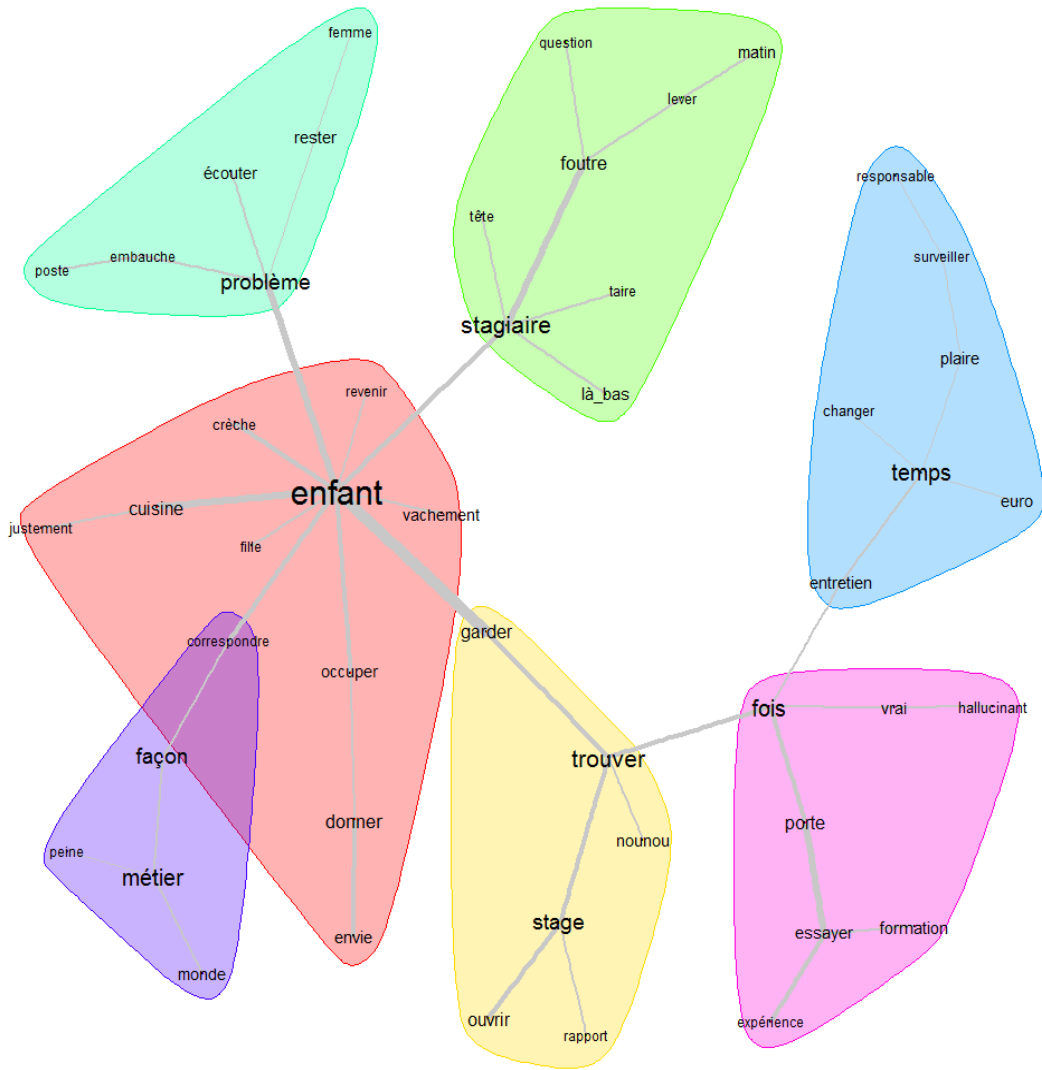 femme
question
matin
lever
rester
foutre
écouter
responsable
tête
surveiller
embauche
poste
problème
taire
stagiaire
plaire
revenir
là_bas
changer
crèche
temps
enfant
euro
cuisine
vachement
justement
fille
entretien
garder
correspondre
occuper
fois
vrai
hallucinant
façon
trouver
donner
porte
nounou
peine
métier
stage
essayer
formation
envie
monde
ouvrir
expérience
rapport